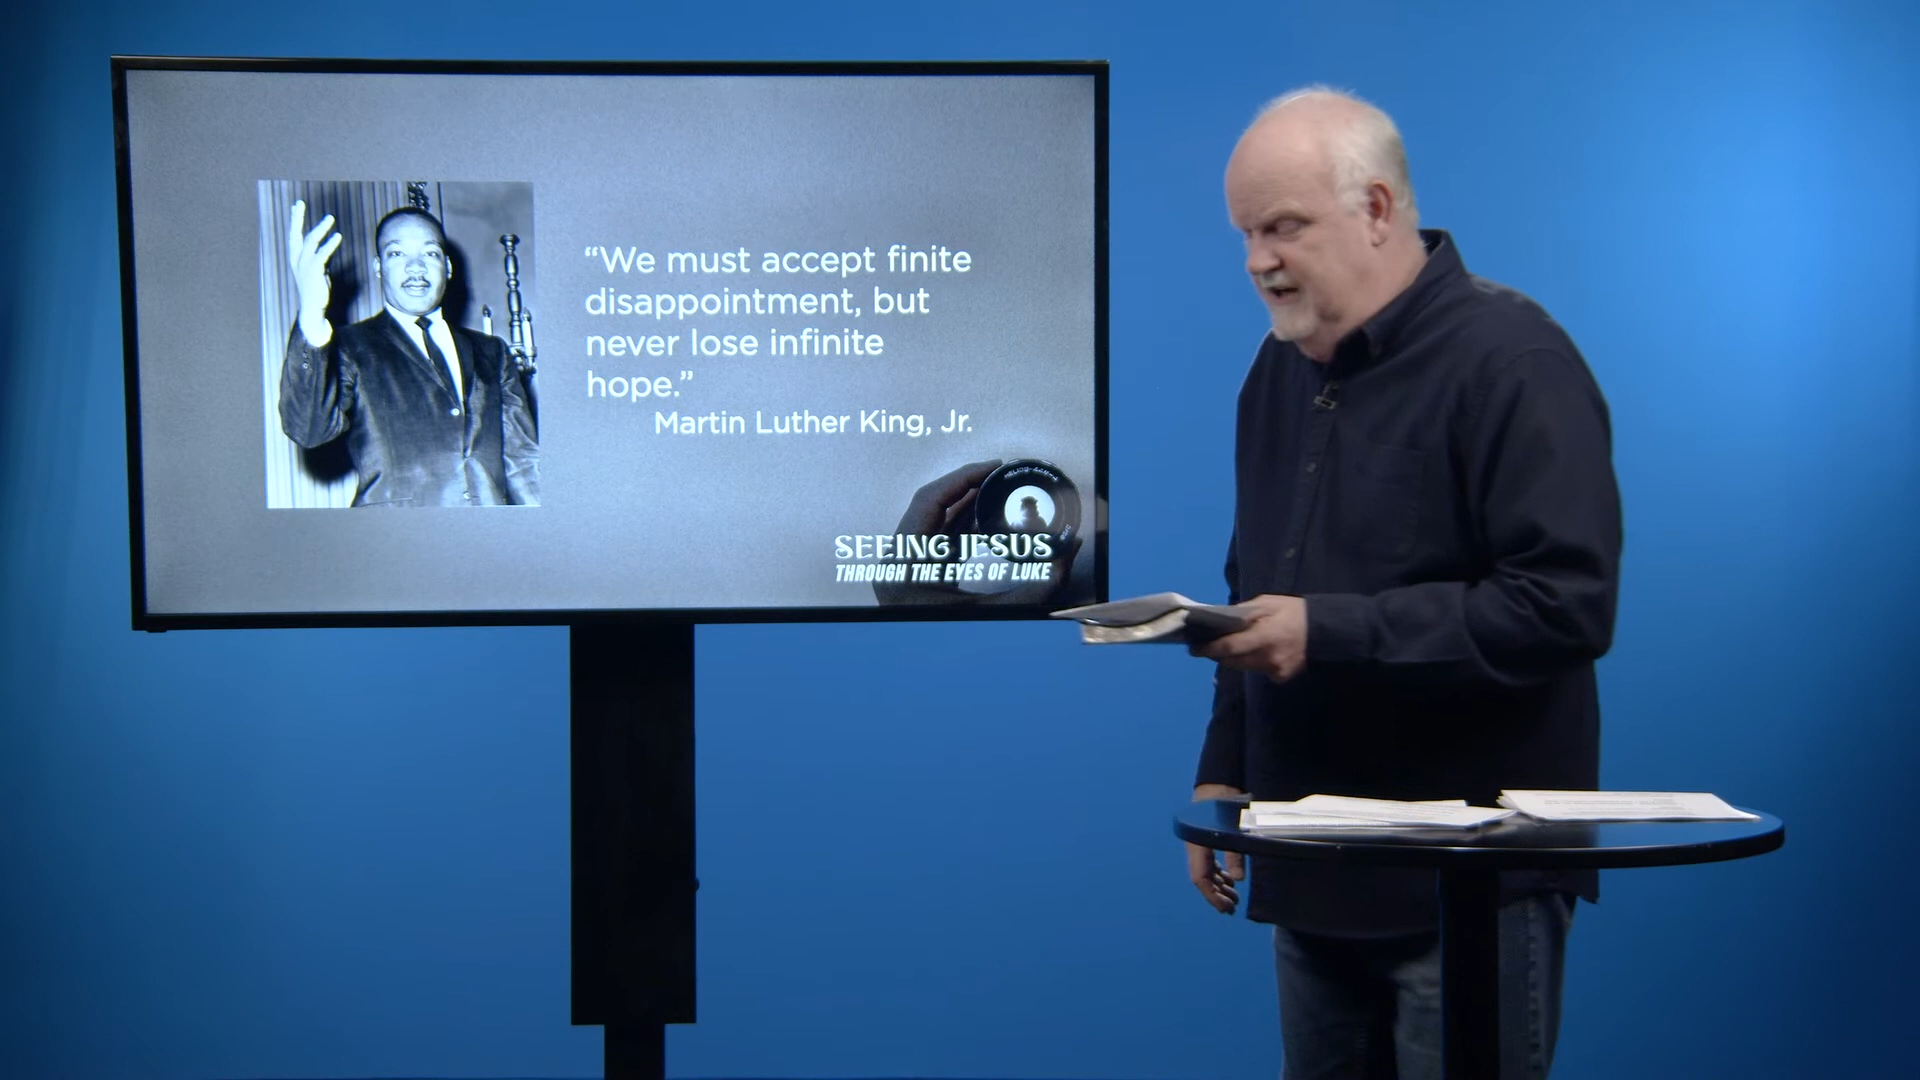 “We must accept finite
disappointment, but
never lose infinite
hope.”
Martin Luther King, Jr.
SEEING JESUS
THROUGH THE EYES OF LUKE